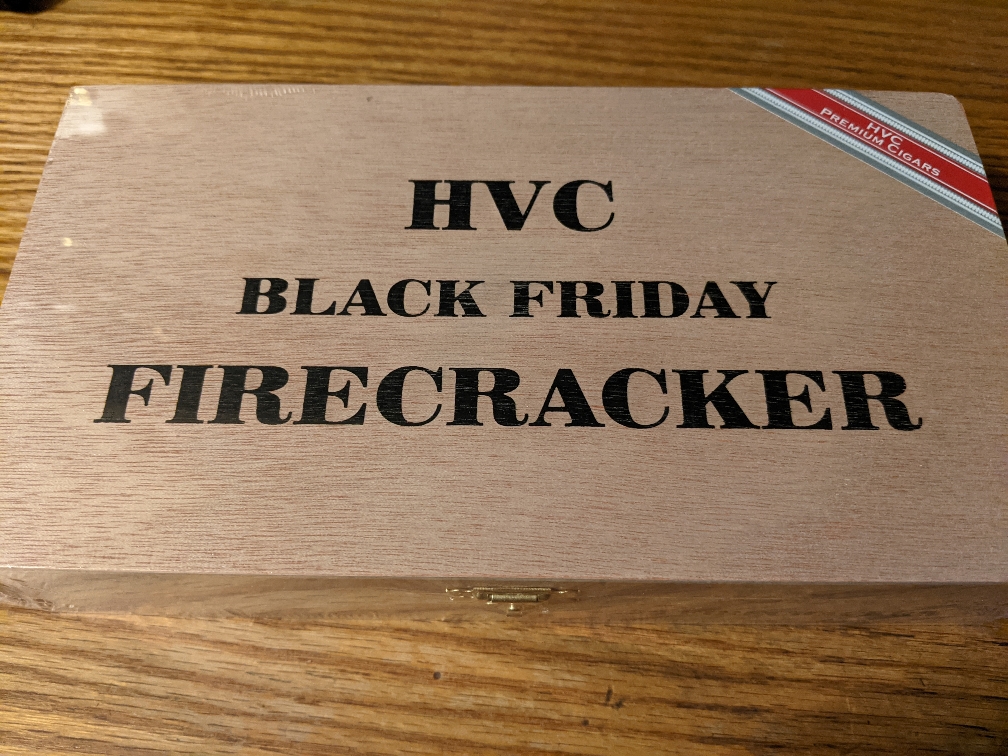 HVC
PREMIUM CIGARS
HVC
BLACK FRIDAY
FIRECRACKER